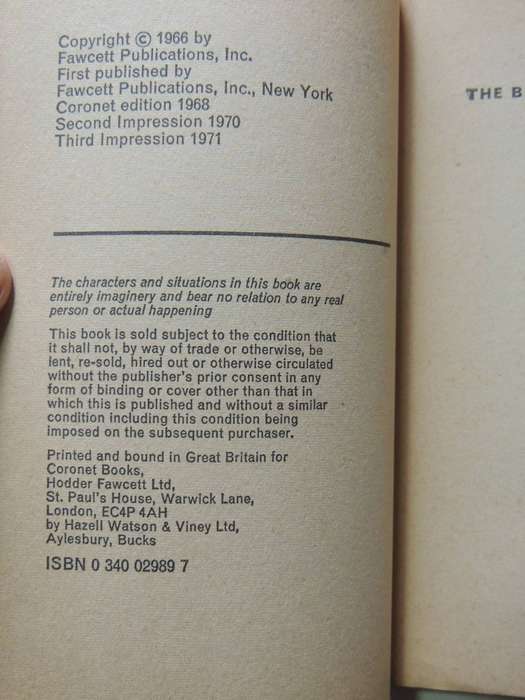 Copyright © 1966 by
Fawcett Publications, Inc.
First published by
Fawcett Publications, Inc., New York
Coronet edition 1968
Second Impression 1970
Third Impression 1971
The characters and situations in this book are
entirely imaginery and bear no relation to any real
person or actual happening
This book is sold subject to the condition that
it shall not, by way of trade or otherwise, be
lent, re-sold, hired out or otherwise circulated
without the publisher's prior consent in any
form of binding or cover other than that in
which this is published and without a similar
condition including this condition being
imposed on the subsequent purchaser.
Printed and bound in Great Britain for
Coronet Books,
Hodder Fawcett Ltd,
St. Paul's House, Warwick Lane,
London, EC4P 4AH
by Hazell Watson & Viney Ltd,
Aylesbury, Bucks
ISBN 0 340 02989 7
THE B